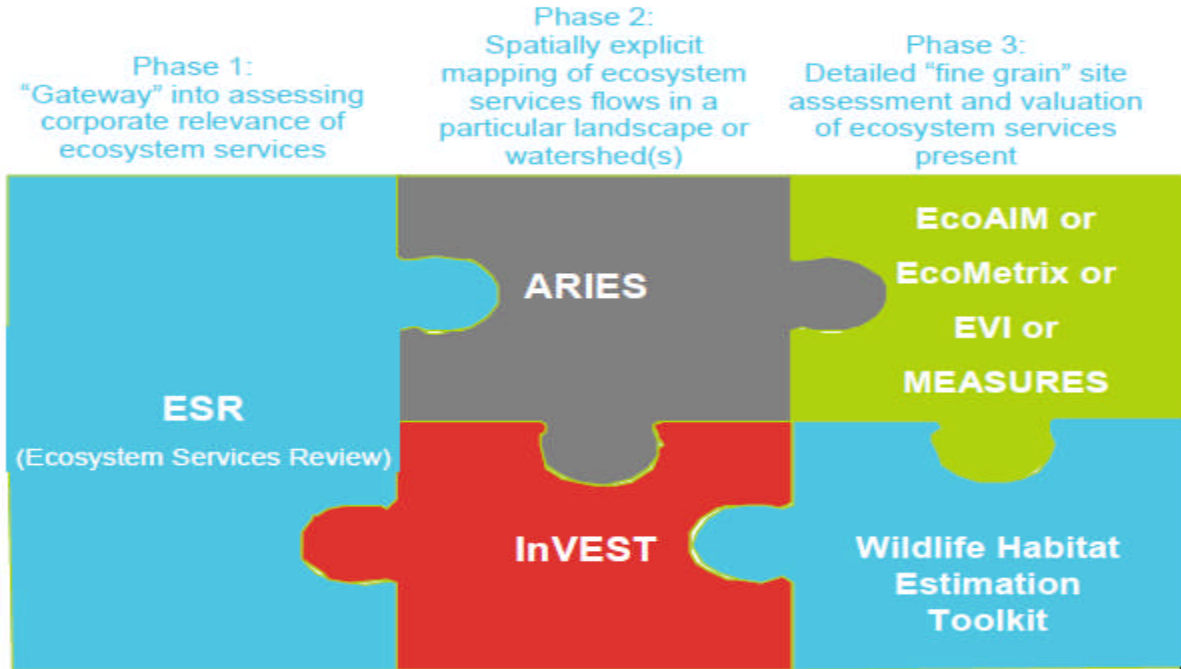 Phase 1:
“Gateway” into assessing
corporate relevance of
ecosystem services
Phase 2:
Spatially explicit
mapping of ecosystem
services flows in a
particular landscape or
watershed(s)
Phase 3:
Detailed “fine grain” site
assessment and valuation
of ecosystem services
present
ESR
(Ecosystem Services Review)
ARIES
InVEST
EcoAIM or
EcoMetrix or
EVI or
MEASURES
Wildlife Habitat
Estimation
Toolkit